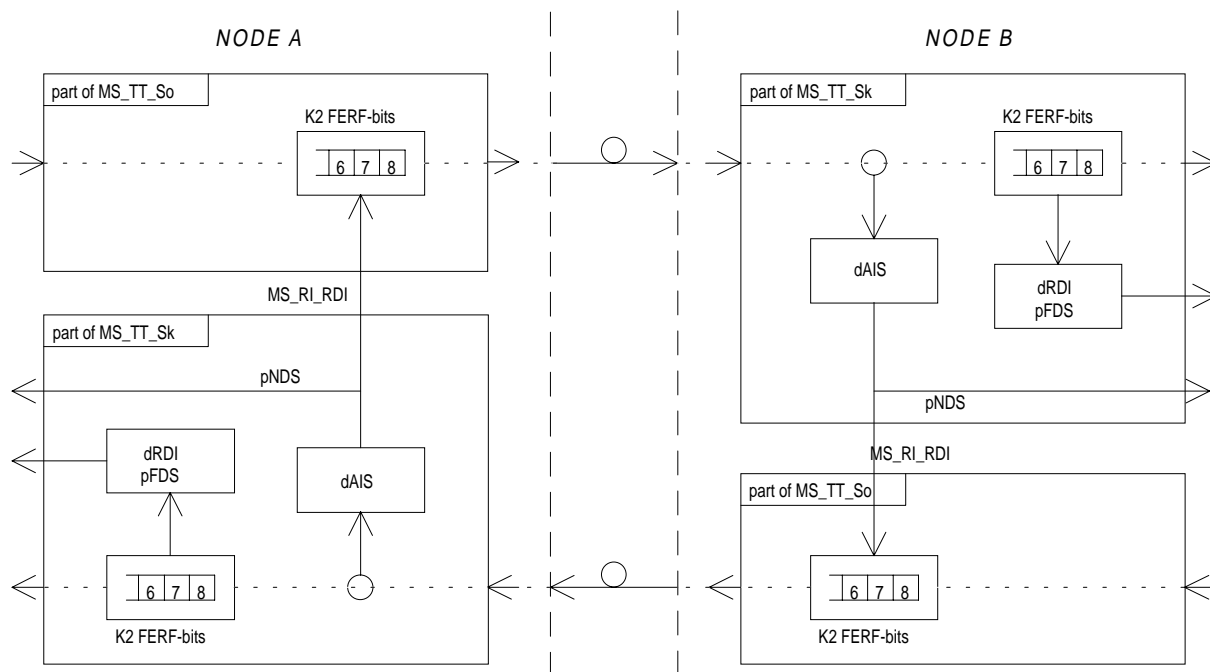 NODE A
NODE B
part of MS_TT_So
K2 FERF-bits
6 7 8
part of MS_TT_Sk
K2 FERF-bits
6 7 8
dAIS
dRDI
pFDS
MS_RI_RDI
part of MS_TT_Sk
pNDS
dRDI
pFDS
dAIS
6 7 8
K2 FERF-bits
pNDS
MS_RI_RDI
part of MS_TT_So
6 7 8
K2 FERF-bits